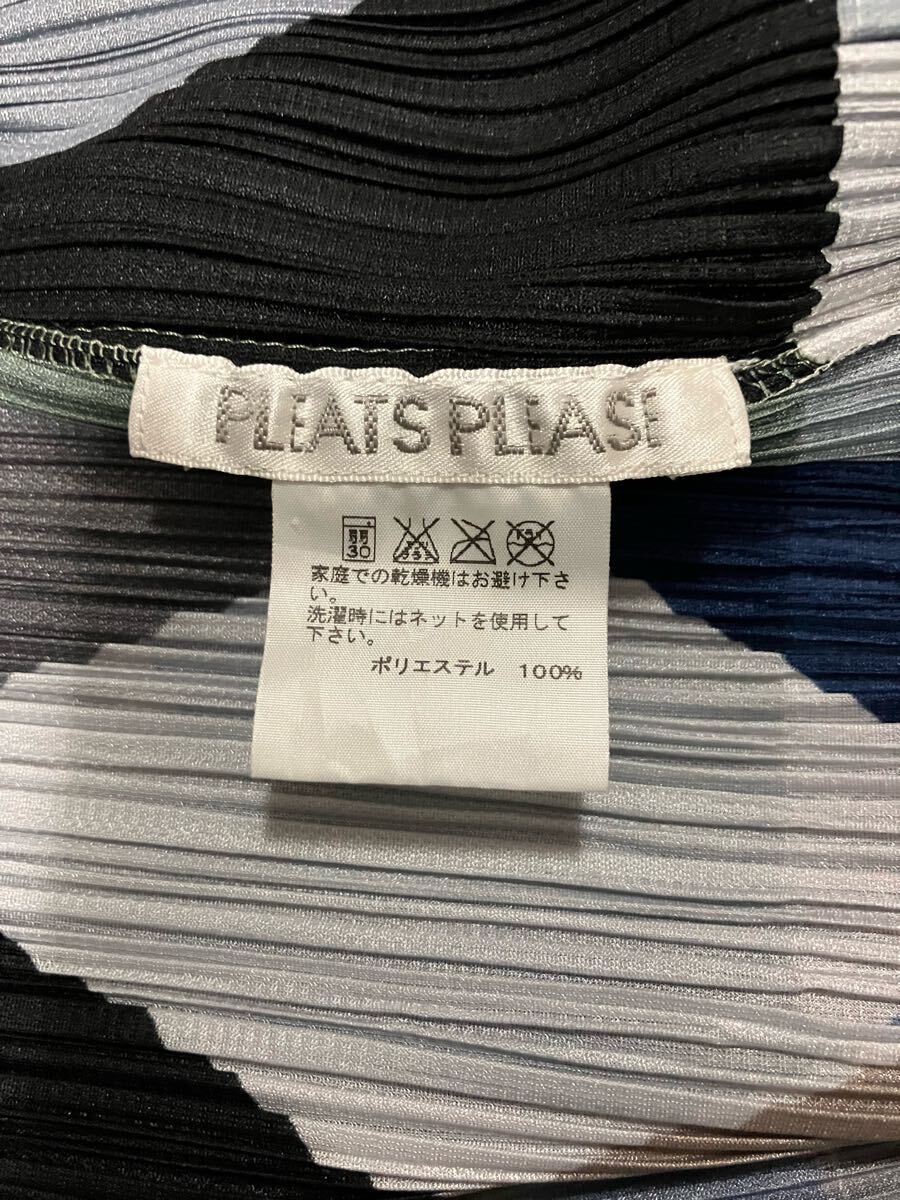 PLEATS PLEASE
弱
30
家庭での乾燥機はお避け下さ
い。
洗濯時にはネットを使用して
下さい。
ポリエステル 100%